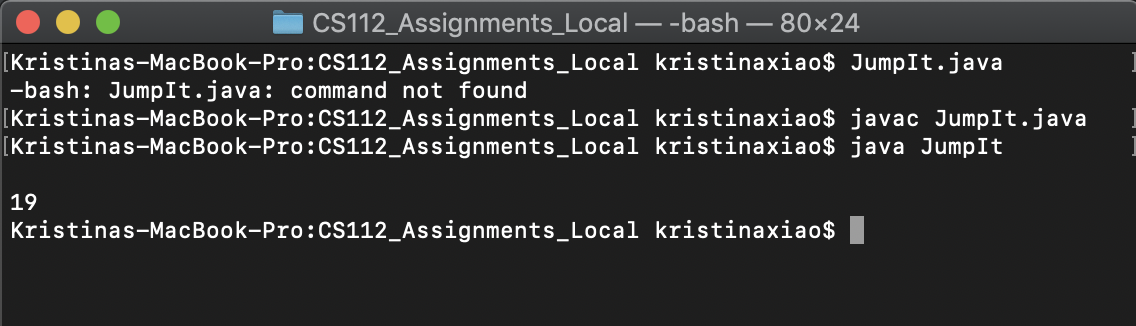 CS112_Assignments_Local — -bash — 80×24
[Kristinas-MacBook-Pro:CS112_Assignments_Local kristinaxiao$ JumpIt.java ]
-bash: JumpIt.java: command not found
[Kristinas-MacBook-Pro:CS112_Assignments_Local kristinaxiao$ javac JumpIt.java ]
[Kristinas-MacBook-Pro:CS112_Assignments_Local kristinaxiao$ java JumpIt ]
19
Kristinas-MacBook-Pro:CS112_Assignments_Local kristinaxiao$